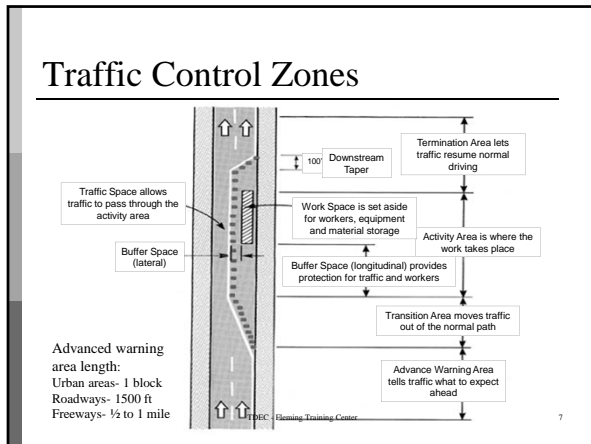 Traffic Control Zones
Termination Area lets
traffic resume normal
driving
100'
Downstream
Taper
Traffic Space allows
traffic to pass through the
activity area
Work Space is set aside
for workers, equipment
and material storage
Activity Area is where the
work takes place
Buffer Space
(lateral)
Buffer Space (longitudinal) provides
protection for traffic and workers
Transition Area moves traffic
out of the normal path
Advance Warning Area
tells traffic what to expect
ahead
Advanced warning
area length:
Urban areas- 1 block
Roadways- 1500 ft
Freeways- ½ to 1 mile
TDEC - Fleming Training Center
7